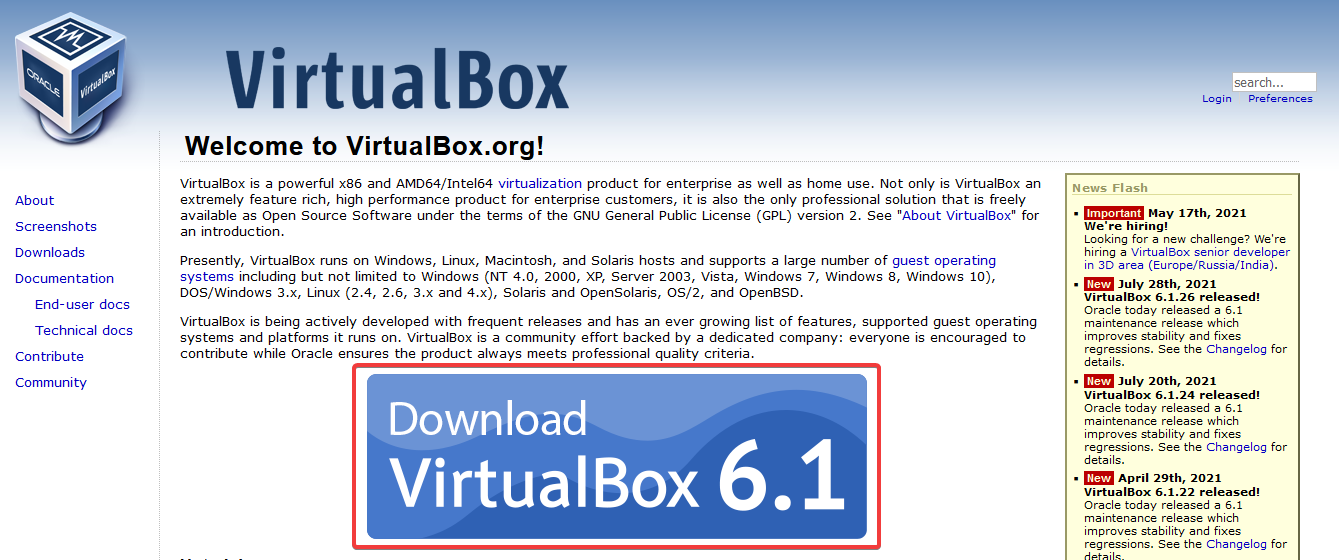 ORACLE
VirtualBox
VirtualBox
search...
Login Preferences
Welcome to VirtualBox.org!
About
Screenshots
Downloads
Documentation
End-user docs
Technical docs
Contribute
Community
VirtualBox is a powerful x86 and AMD64/Intel64 virtualization product for enterprise as well as home use. Not only is VirtualBox an
extremely feature rich, high performance product for enterprise customers, it is also the only professional solution that is freely
available as Open Source Software under the terms of the GNU General Public License (GPL) version 2. See "About VirtualBox" for
an introduction.
Presently, VirtualBox runs on Windows, Linux, Macintosh, and Solaris hosts and supports a large number of guest operating
systems including but not limited to Windows (NT 4.0, 2000, XP, Server 2003, Vista, Windows 7, Windows 8, Windows 10),
DOS/Windows 3.x, Linux (2.4, 2.6, 3.x and 4.x), Solaris and OpenSolaris, OS/2, and OpenBSD.
VirtualBox is being actively developed with frequent releases and has an ever growing list of features, supported guest operating
systems and platforms it runs on. VirtualBox is a community effort backed by a dedicated company: everyone is encouraged to
contribute while Oracle ensures the product always meets professional quality criteria.
Download
VirtualBox 6.1
News Flash
Important May 17th, 2021
We're hiring!
Looking for a new challenge? We're
hiring a VirtualBox senior developer
in 3D area (Europe/Russia/India).
New July 28th, 2021
VirtualBox 6.1.26 released!
Oracle today released a 6.1
maintenance release which
improves stability and fixes
regressions. See the Changelog for
details.
New July 20th, 2021
VirtualBox 6.1.24 released!
Oracle today released a 6.1
maintenance release which
improves stability and fixes
regressions. See the Changelog for
details.
New April 29th, 2021
VirtualBox 6.1.22 released!
Oracle today released a 6.1
maintenance release which
improves stability and fixes
regressions. See the Changelog for
details.